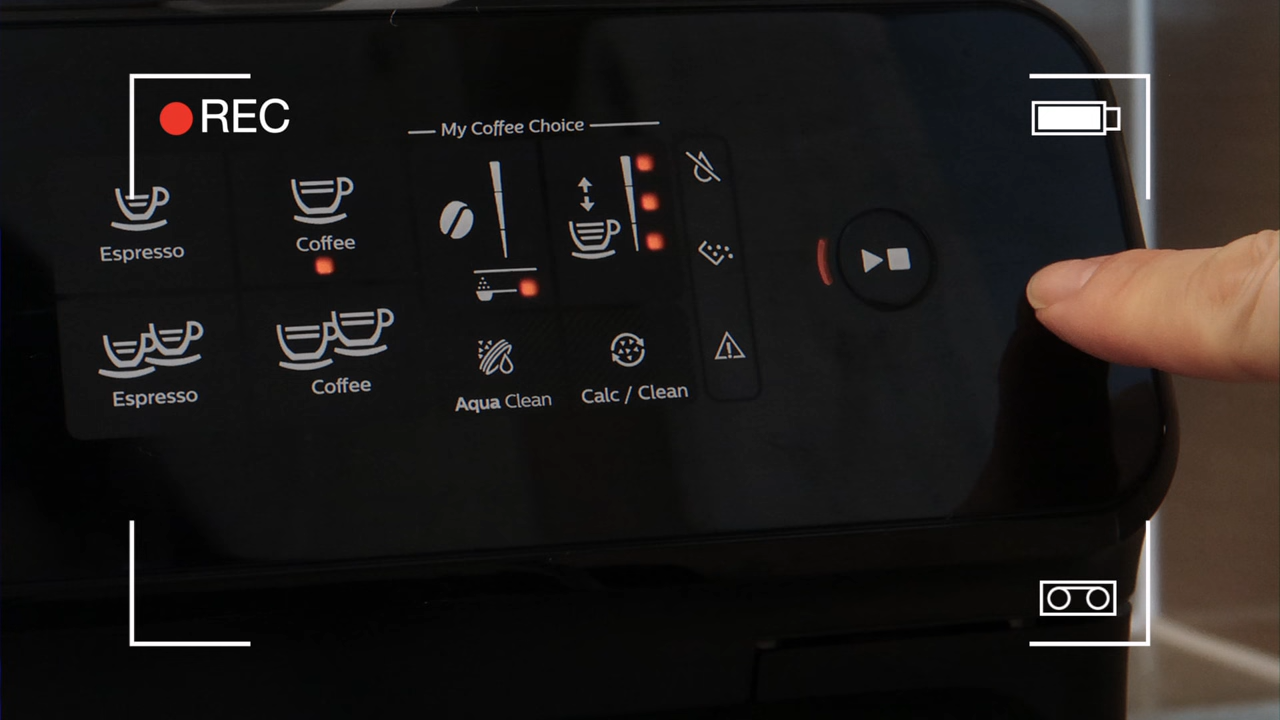 REC
My Coffee Choice
Espresso
Coffee
Espresso
Coffee
Aqua Clean
Calc / Clean